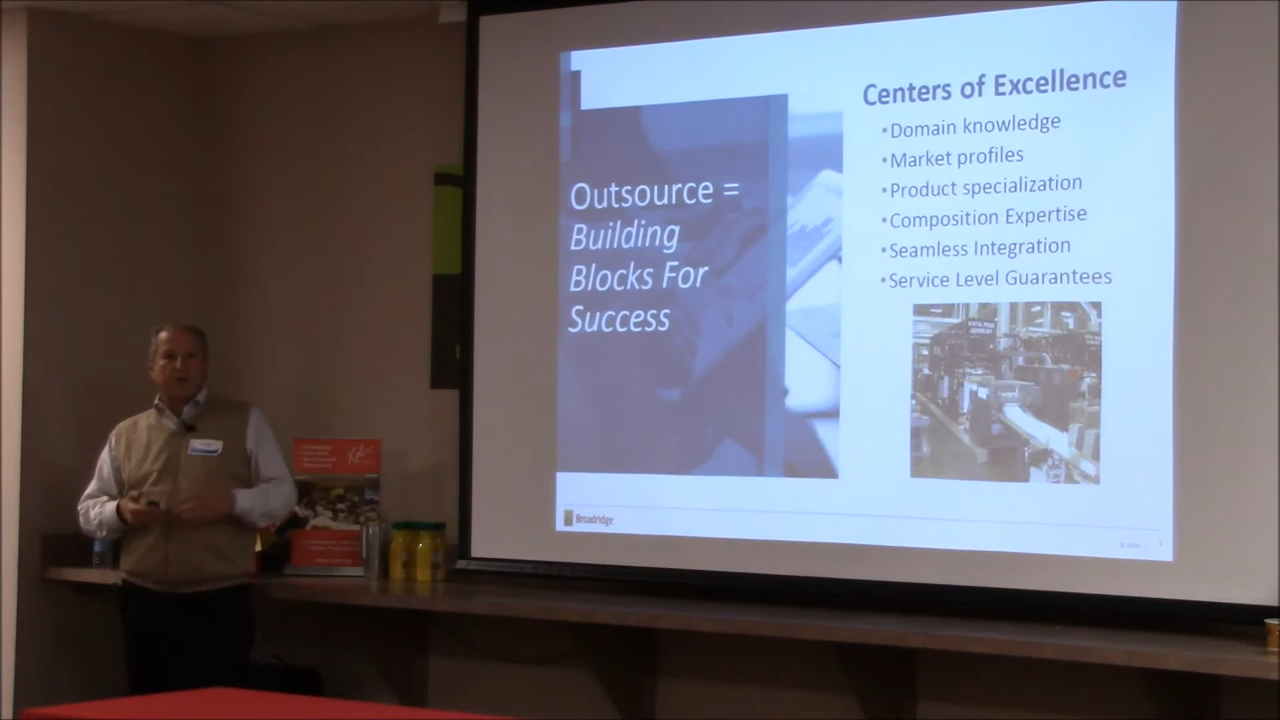 Outsource =
Building
Blocks For
Success
Centers of Excellence
•Domain knowledge
•Market profiles
•Product specialization
•Composition Expertise
•Seamless Integration
•Service Level Guarantees
Broadridge